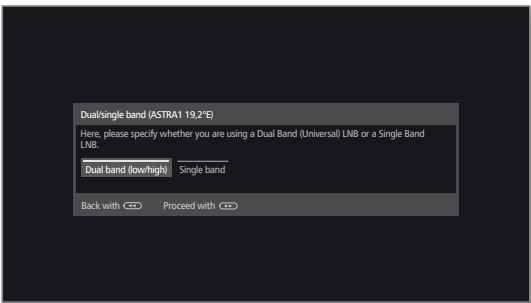 Dual/single band (ASTRA1 19,2°E)
Here, please specify whether you are using a Dual Band (Universal) LNB or a Single Band
LNB.
Dual band (low/high) Single band
Back with Proceed with